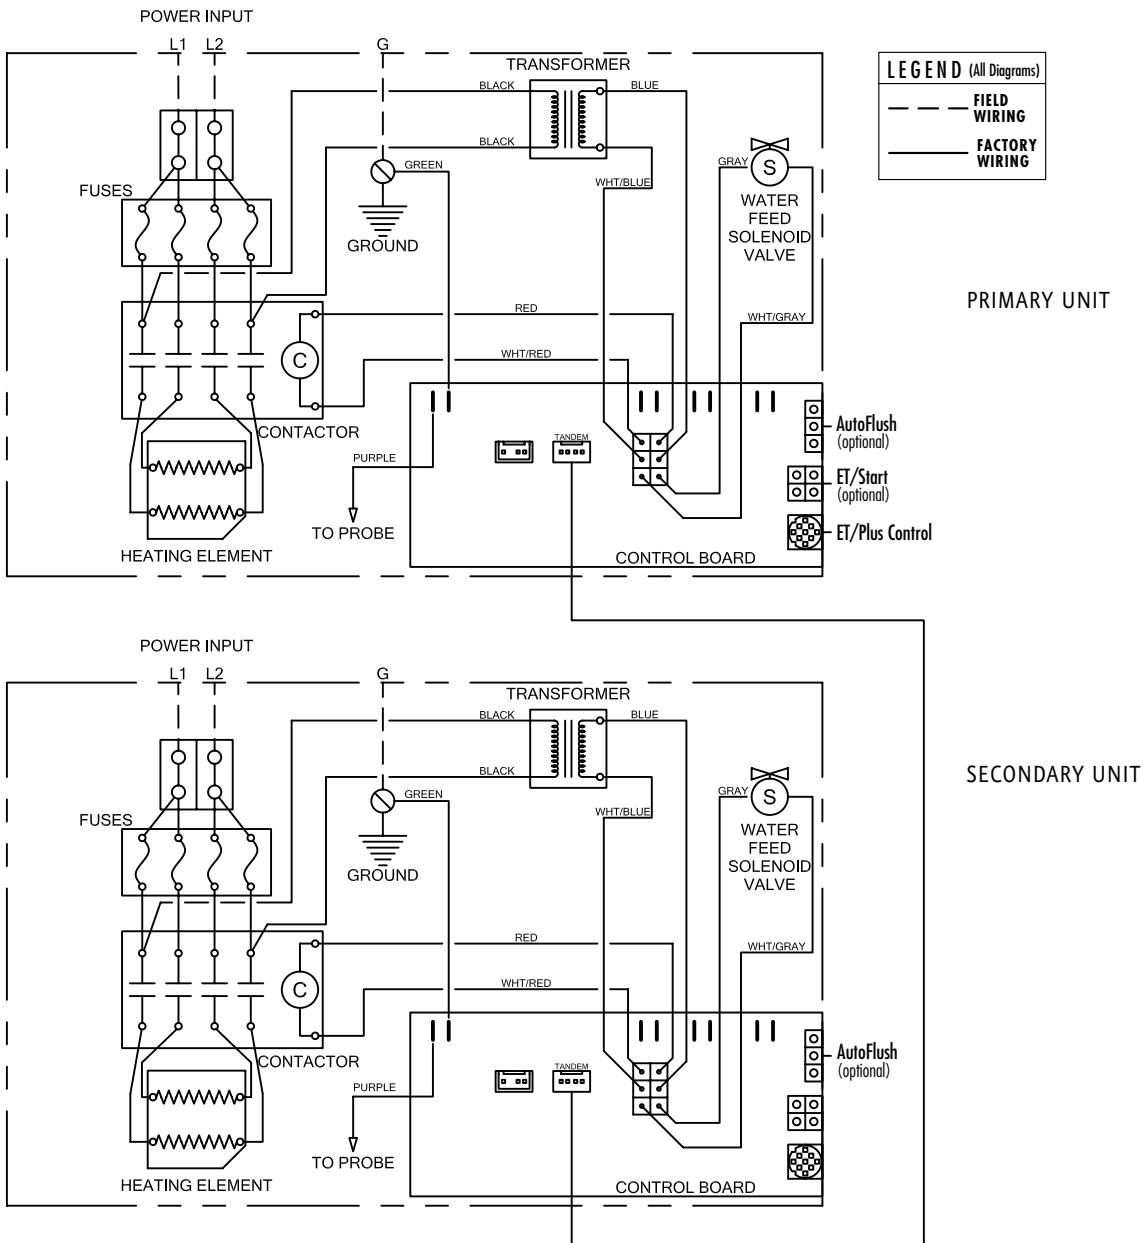 POWER INPUT
L1 L2 G
TRANSFORMER
BLACK
BLUE
BLACK
GREEN
WHT/BLUE
GRAY
S
WATER
FEED
SOLENOID
VALVE
FUSES
GROUND
RED
WHT/GRAY
WHT/RED
C
CONTACTOR
TANDEM
PURPLE
TO PROBE
HEATING ELEMENT
CONTROL BOARD
AutoFlush
(optional)
ET/Start
(optional)
ET/Plus Control
LEGEND (All Diagrams)
FIELD
WIRING
FACTORY
WIRING
PRIMARY UNIT
POWER INPUT
L1 L2 G
TRANSFORMER
BLACK
BLUE
BLACK
GREEN
WHT/BLUE
GRAY
S
WATER
FEED
SOLENOID
VALVE
FUSES
GROUND
RED
WHT/GRAY
WHT/RED
C
CONTACTOR
TANDEM
PURPLE
TO PROBE
HEATING ELEMENT
CONTROL BOARD
AutoFlush
(optional)
SECONDARY UNIT